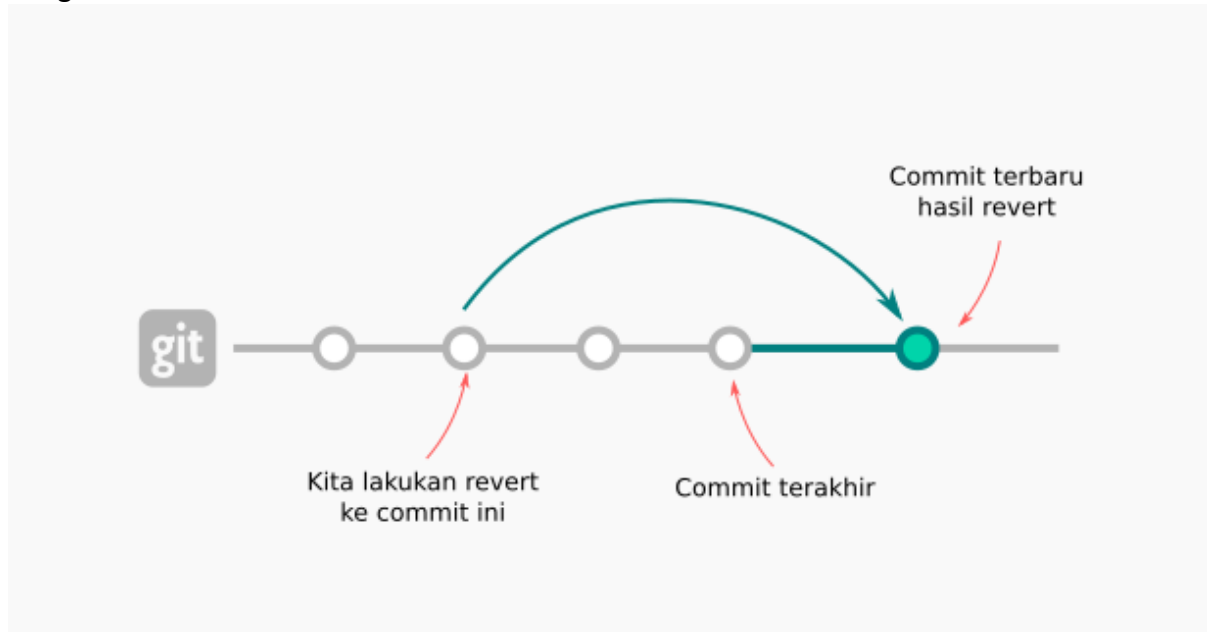 Commit terbaru
hasil revert
git
Kita lakukan revert
ke commit ini
Commit terakhir